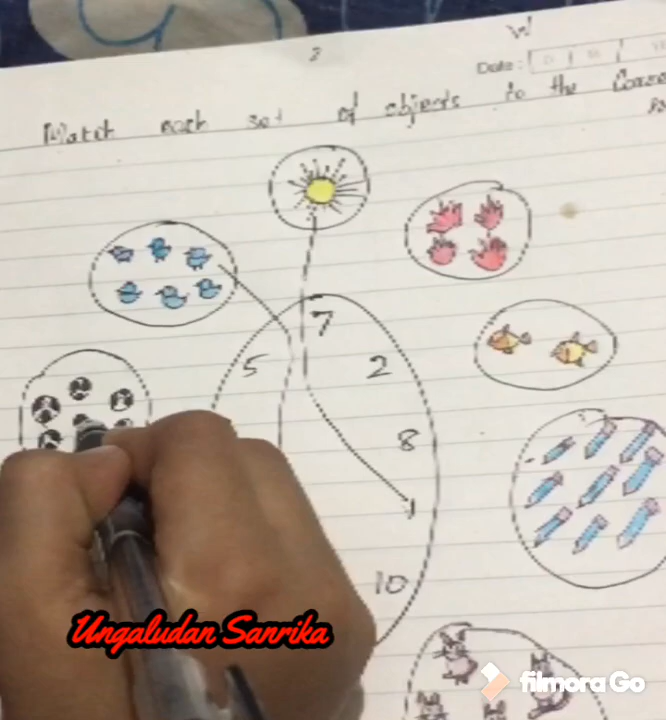 W
Date :
Match each set of objects to the
7
5 2
8
1
10
Ungaludan Sanrika
filmora Go